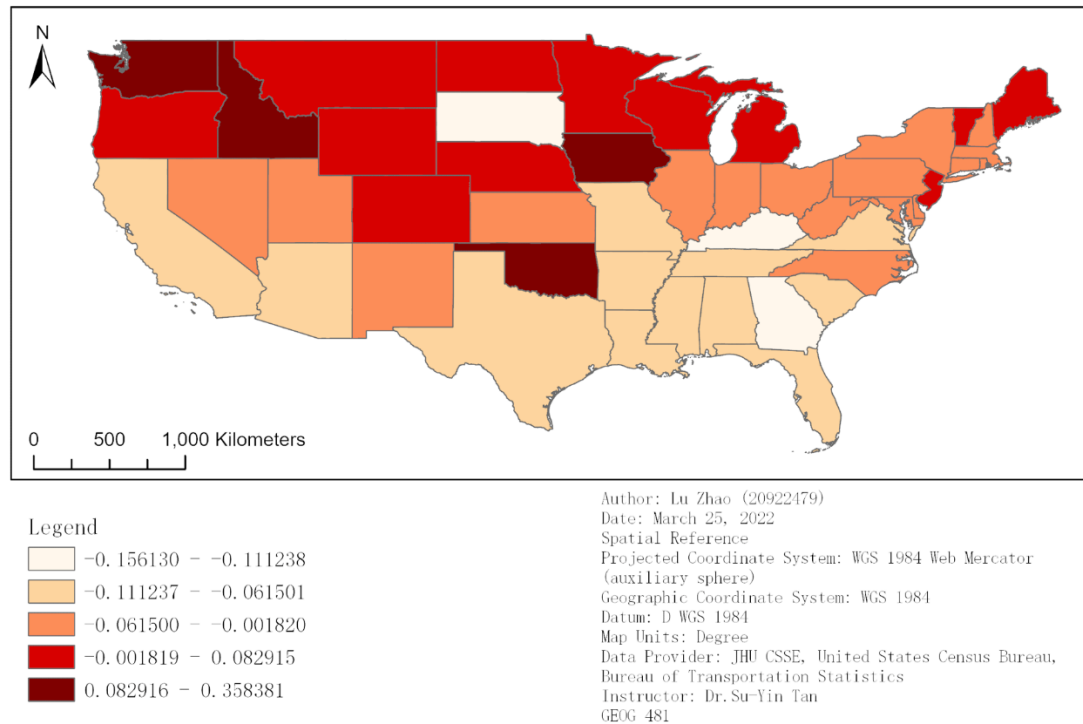 N
0 500 1,000 Kilometers
Legend
-0.156130 - -0.111238
-0.111237 - -0.061501
-0.061500 - -0.001820
-0.001819 - 0.082915
0.082916 - 0.358381
Author: Lu Zhao (20922479)
Date: March 25, 2022
Spatial Reference
Projected Coordinate System: WGS 1984 Web Mercator
(auxiliary sphere)
Geographic Coordinate System: WGS 1984
Datum: D WGS 1984
Map Units: Degree
Data Provider: JHU CSSE, United States Census Bureau,
Bureau of Transportation Statistics
Instructor: Dr.Su-Yin Tan
GEOG 481